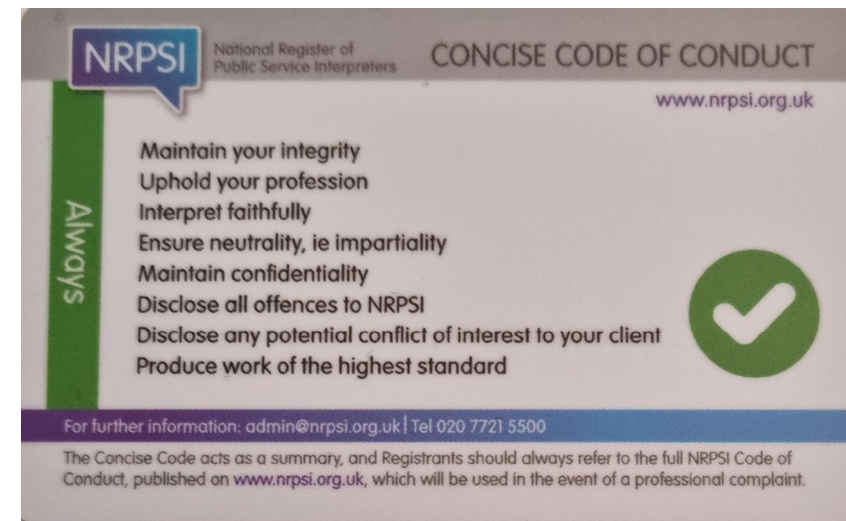 NRPSI
National Register of
Public Service Interpreters
CONCISE CODE OF CONDUCT
www.nrpsi.org.uk
Always
Maintain your integrity
Uphold your profession
Interpret faithfully
Ensure neutrality, ie impartiality
Maintain confidentiality
Disclose all offences to NRPSI
Disclose any potential conflict of interest to your client
Produce work of the highest standard
For further information: admin@nrpsi.org.uk | Tel 020 7721 5500
The Concise Code acts as a summary, and Registrants should always refer to the full NRPSI Code of
Conduct, published on www.nrpsi.org.uk, which will be used in the event of a professional complaint.